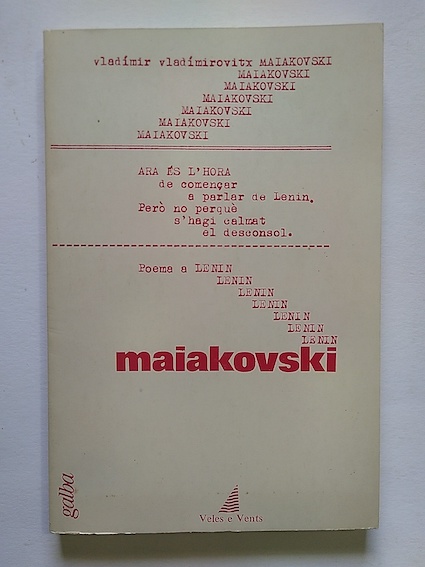 vladímir vladímirovitx MAIAKOVSKI
MAIAKOVSKI
MAIAKOVSKI
MAIAKOVSKI
MAIAKOVSKI
MAIAKOVSKI
MAIAKOVSKI
ARA ÉS L'HORA
de començar
a parlar de Lenin.
Però no perquè
s'hagi calmat
el desconsol.
Poema a LENIN
LENIN
LENIN
LENIN
LENIN
LENIN
LENIN
maiakovski
galba
Veles e Vents